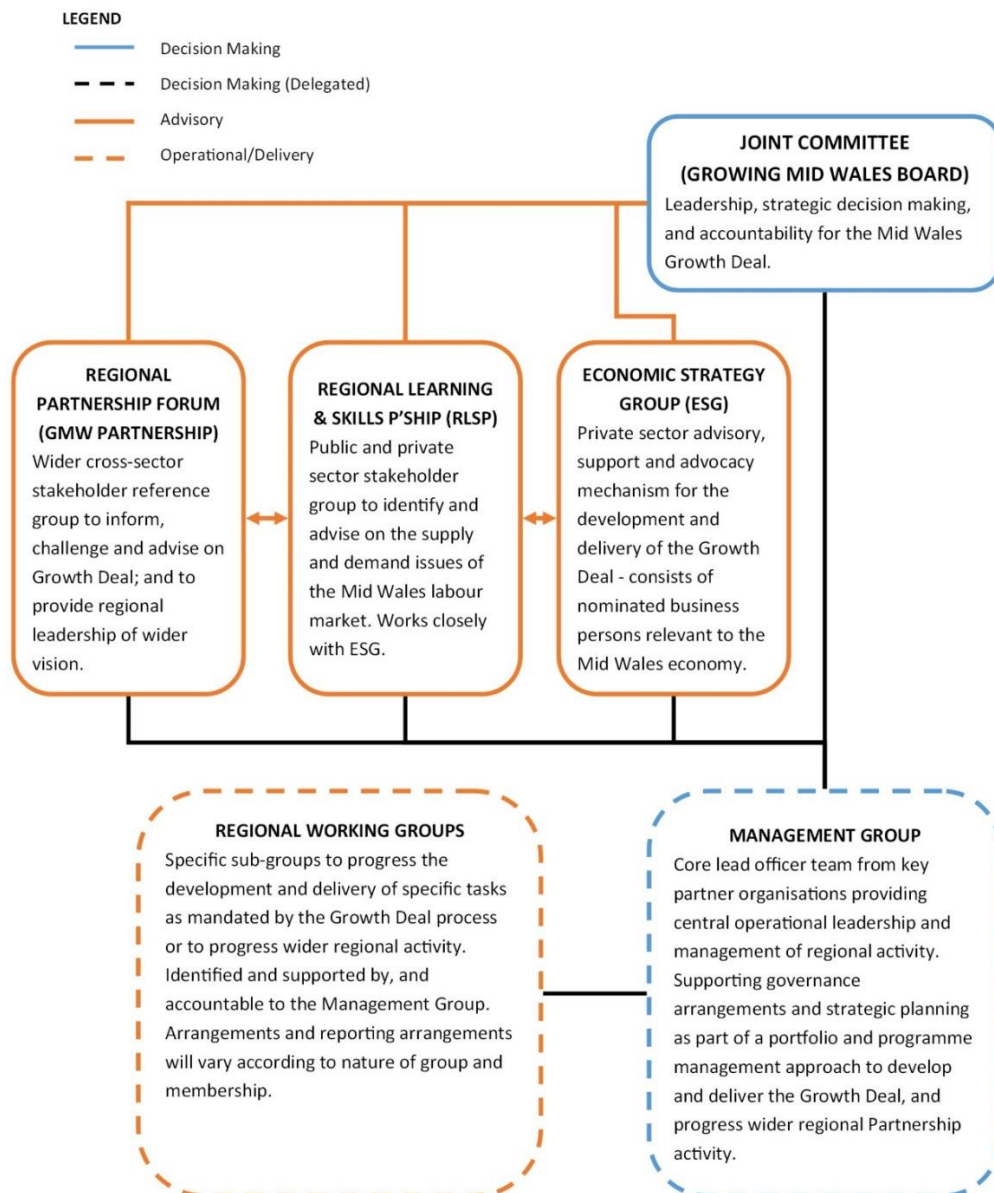 LEGEND
Decision Making
Decision Making (Delegated)
Advisory
Operational/Delivery
JOINT COMMITTEE
(GROWING MID WALES BOARD)
Leadership, strategic decision making,
and accountability for the Mid Wales
Growth Deal.
REGIONAL
PARTNERSHIP FORUM
(GMW PARTNERSHIP)
Wider cross-sector
stakeholder reference
group to inform,
challenge and advise on
Growth Deal; and to
provide regional
leadership of wider
vision.
REGIONAL LEARNING
& SKILLS P'SHIP (RLSP)
Public and private
sector stakeholder
group to identify and
advise on the supply
and demand issues of
the Mid Wales labour
market. Works closely
with ESG.
ECONOMIC STRATEGY
GROUP (ESG)
Private sector advisory,
support and advocacy
mechanism for the
development and
delivery of the Growth
Deal - consists of
nominated business
persons relevant to the
Mid Wales economy.
REGIONAL WORKING GROUPS
Specific sub-groups to progress the
development and delivery of specific tasks
as mandated by the Growth Deal process
or to progress wider regional activity.
Identified and supported by, and
accountable to the Management Group.
Arrangements and reporting arrangements
will vary according to nature of group and
membership.
MANAGEMENT GROUP
Core lead officer team from key
partner organisations providing
central operational leadership and
management of regional activity.
Supporting governance
arrangements and strategic planning
as part of a portfolio and programme
management approach to develop
and deliver the Growth Deal, and
progress wider regional Partnership
activity.